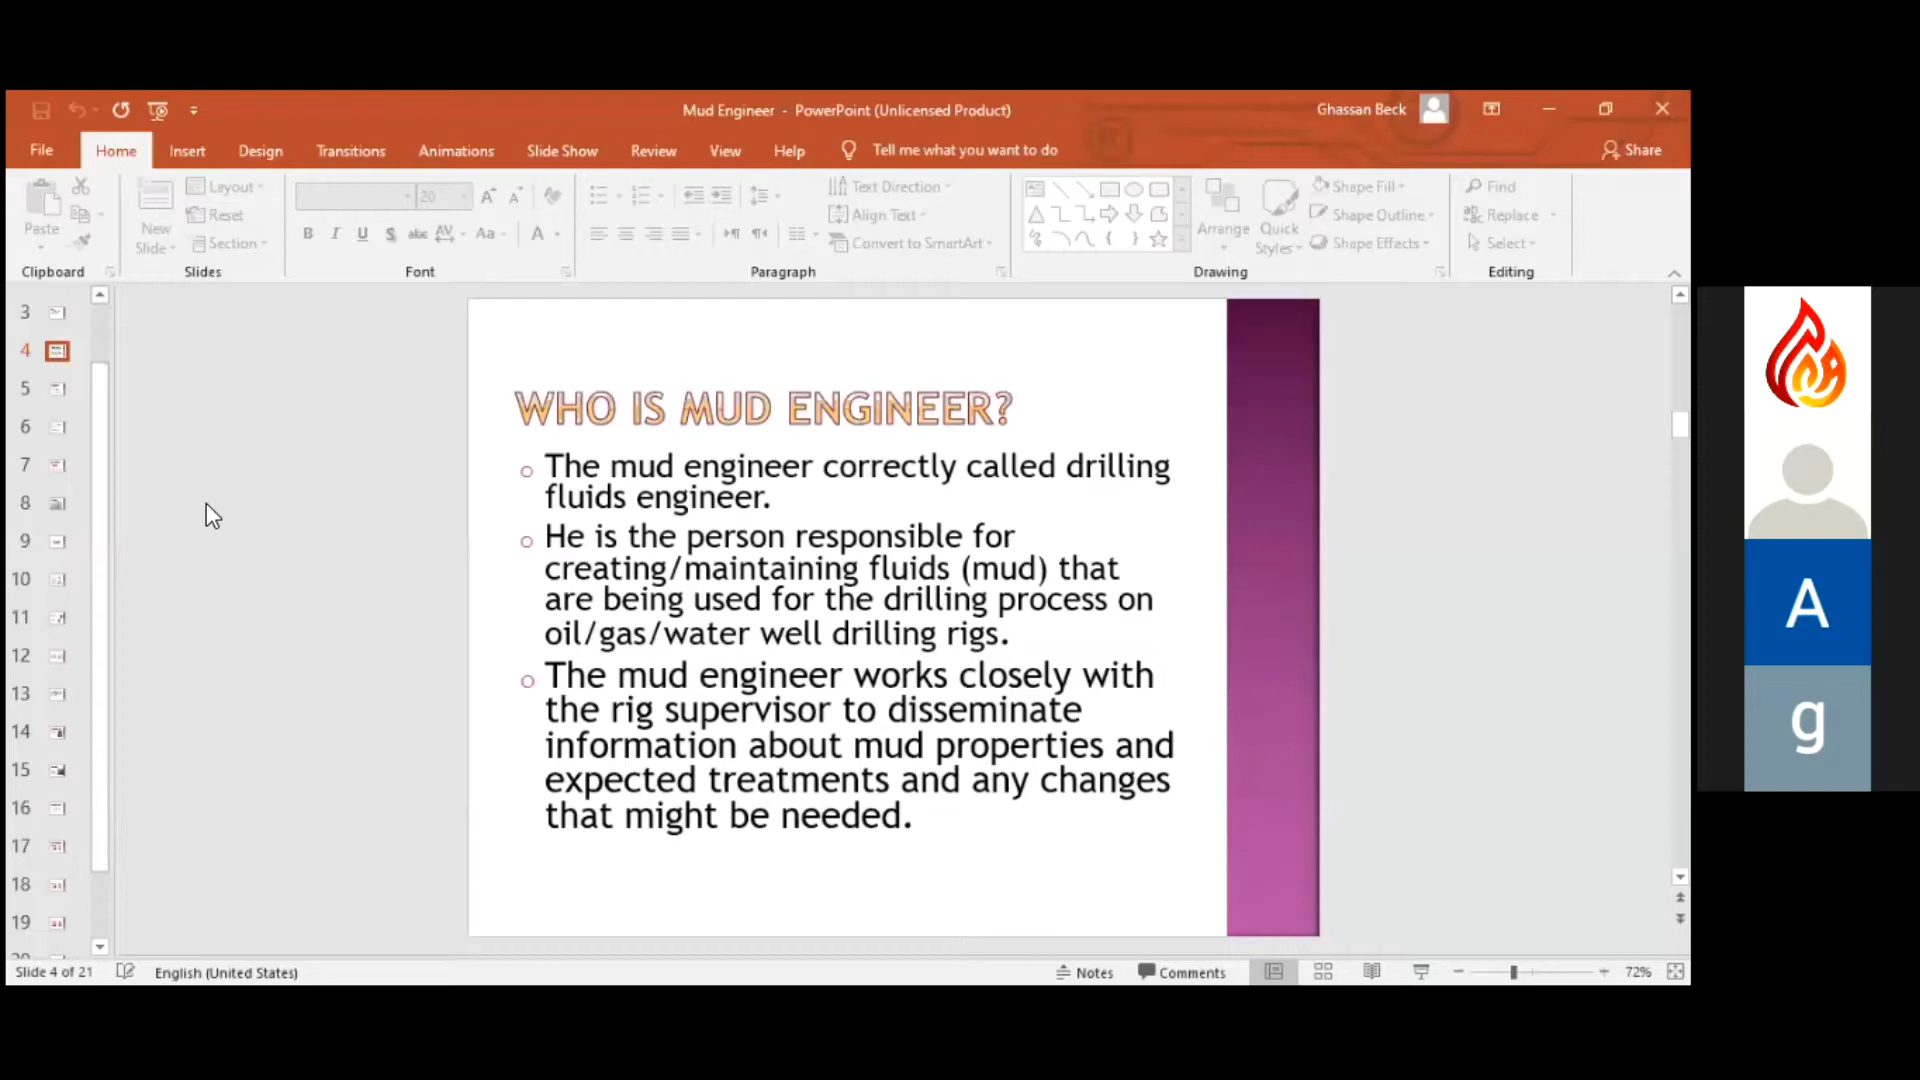 Mud Engineer - PowerPoint (Unlicensed Product)
Ghassan Beck
File Home Insert Design Transitions Animations Slide Show Review View Help Tell me what you want to do Share
Paste
New Slide
Layout
Reset
Section
20
B I U S abc AV Aa A
Text Direction
Align Text
Convert to SmartArt
Arrange
Quick Styles
Shape Fill
Shape Outline
Shape Effects
Find
Replace
Select
Clipboard Slides Font Paragraph Drawing Editing
3
4
5
6
7
8
9
10
11
12
13
14
15
16
17
18
19
WHO IS MUD ENGINEER?
The mud engineer correctly called drilling
fluids engineer.
He is the person responsible for
creating/maintaining fluids (mud) that
are being used for the drilling process on
oil/gas/water well drilling rigs.
The mud engineer works closely with
the rig supervisor to disseminate
information about mud properties and
expected treatments and any changes
that might be needed.
A
g
Slide 4 of 21 English (United States) Notes Comments 72%